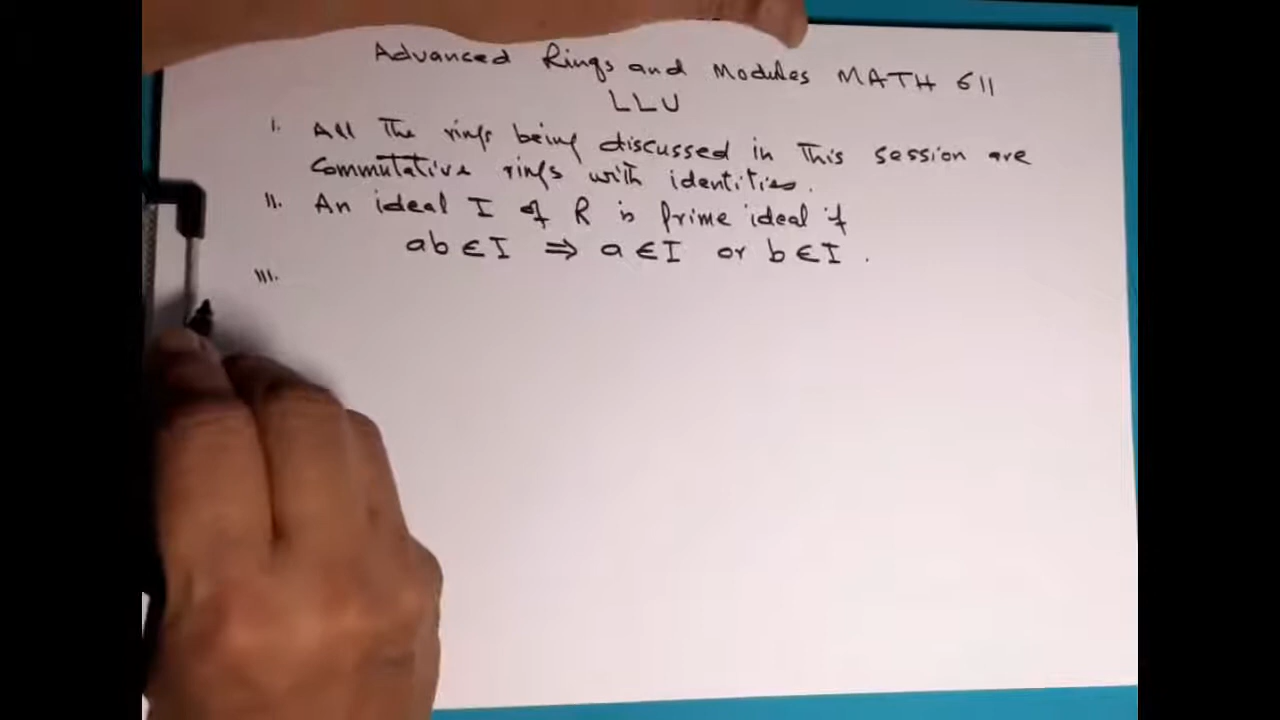 Advanced Rings and Modules MATH 611
LLU
I. All The rings being discussed in This session are
Commutative rings with identities.
II. An ideal I of R is prime ideal if
ab ∈ I ⇒ a ∈ I or b ∈ I .
III.